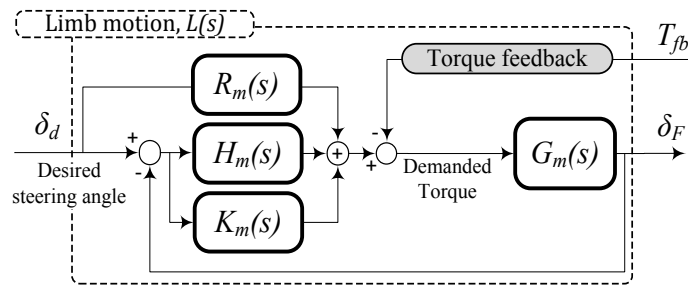 Limb motion, L(s)
Torque feedback
T_fb
R_m(s)
δ_d
+
-
H_m(s)
+
-
+
Demanded
Torque
G_m(s)
δ_F
Desired
steering angle
K_m(s)